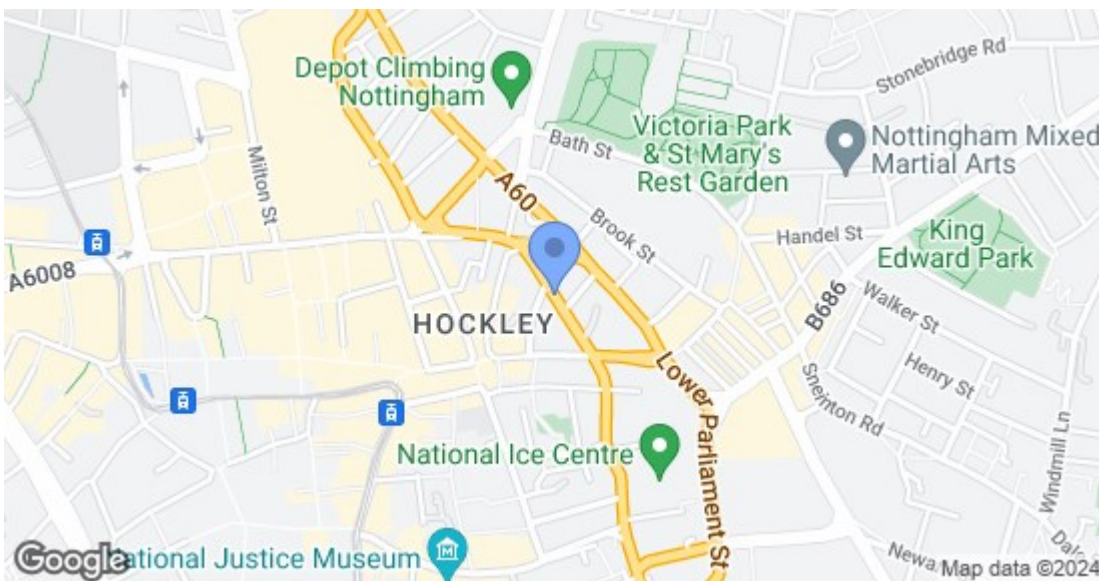 Depot Climbing
Nottingham
Stonebridge Rd
Victoria Park
& St Mary's
Rest Garden
Bath St
Nottingham Mixed
Martial Arts
Milton St
A60
Brook St
Handel St
King
Edward Park
A6008
B686
Walker St
HOCKLEY
Henry St
Lower Parliament St
Sneinton Rd
Windmill Ln
National Ice Centre
Google
National Justice Museum
Newa
Dale
Map data ©2024